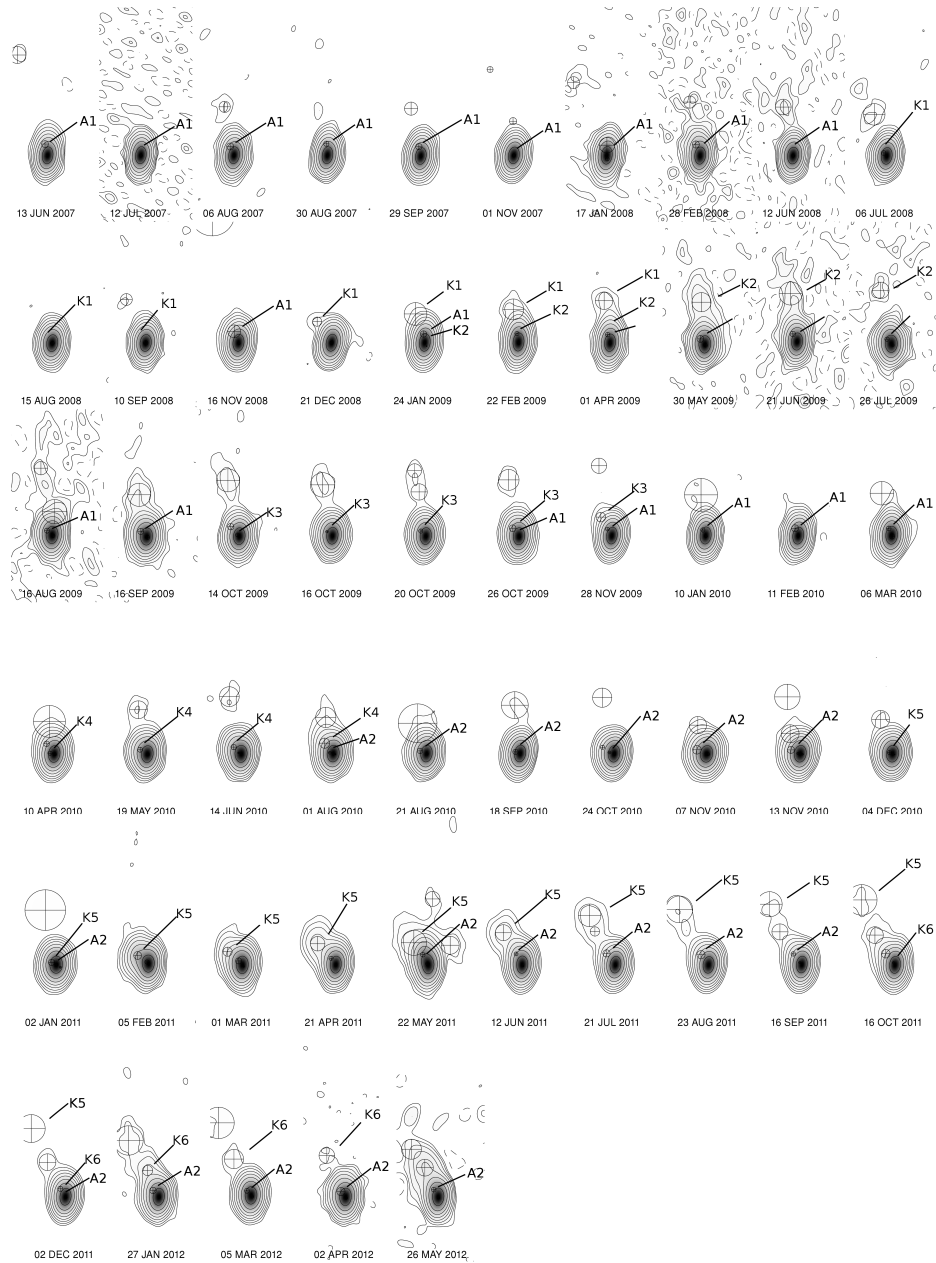 A1 A1 A1 A1 A1 A1 A1 A1 A1 K1
13 JUN 2007 12 JUL 2007 06 AUG 2007 30 AUG 2007 29 SEP 2007 01 NOV 2007 17 JAN 2008 28 FEB 2008 12 JUN 2008 06 JUL 2008
K1 K1 A1 K1 K1 K1 K1 K2 K2 K2
A1 K2 K2
K2
15 AUG 2008 10 SEP 2008 16 NOV 2008 21 DEC 2008 24 JAN 2009 22 FEB 2009 01 APR 2009 30 MAY 2009 21 JUN 2009 26 JUL 2009
A1 A1 K3 K3 K3 K3 K3 A1 A1 A1
A1 A1
16 AUG 2009 16 SEP 2009 14 OCT 2009 16 OCT 2009 20 OCT 2009 26 OCT 2009 28 NOV 2009 10 JAN 2010 11 FEB 2010 06 MAR 2010
K4 K4 K4 K4 A2 A2 A2 A2 A2 K5
A2
10 APR 2010 19 MAY 2010 14 JUN 2010 01 AUG 2010 21 AUG 2010 18 SEP 2010 24 OCT 2010 07 NOV 2010 13 NOV 2010 04 DEC 2010
K5 K5 K5 K5 K5 K5 K5 K5 K5 K5
A2 A2 A2 A2 A2 A2 K6
02 JAN 2011 05 FEB 2011 01 MAR 2011 21 APR 2011 22 MAY 2011 12 JUN 2011 21 JUL 2011 23 AUG 2011 16 SEP 2011 16 OCT 2011
K5 K6 K6 K6 A2
K6 A2 A2 A2
A2
02 DEC 2011 27 JAN 2012 05 MAR 2012 02 APR 2012 26 MAY 2012